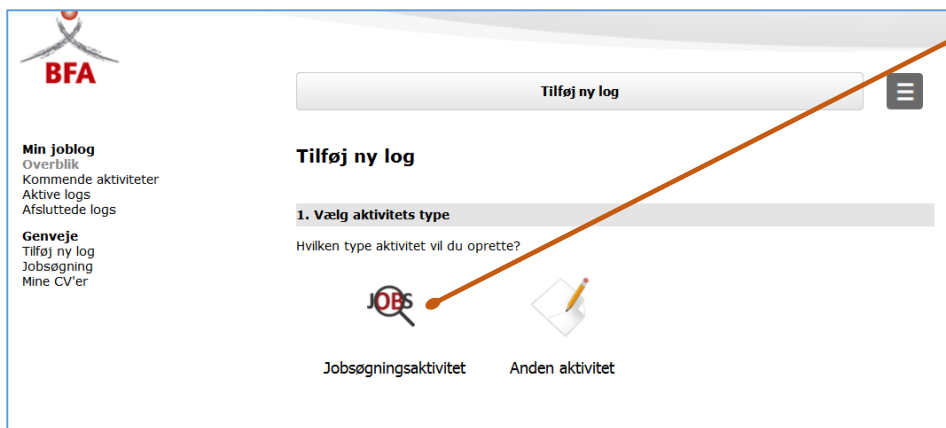 BFA
Tilføj ny log
Min joblog
Overblik
Kommende aktiviteter
Aktive logs
Afsluttede logs
Genveje
Tilføj ny log
Jobsøgning
Mine CV'er
Tilføj ny log
1. Vælg aktivitets type
Hvilken type aktivitet vil du oprette?
JOBS
Jobsøgningsaktivitet
Anden aktivitet